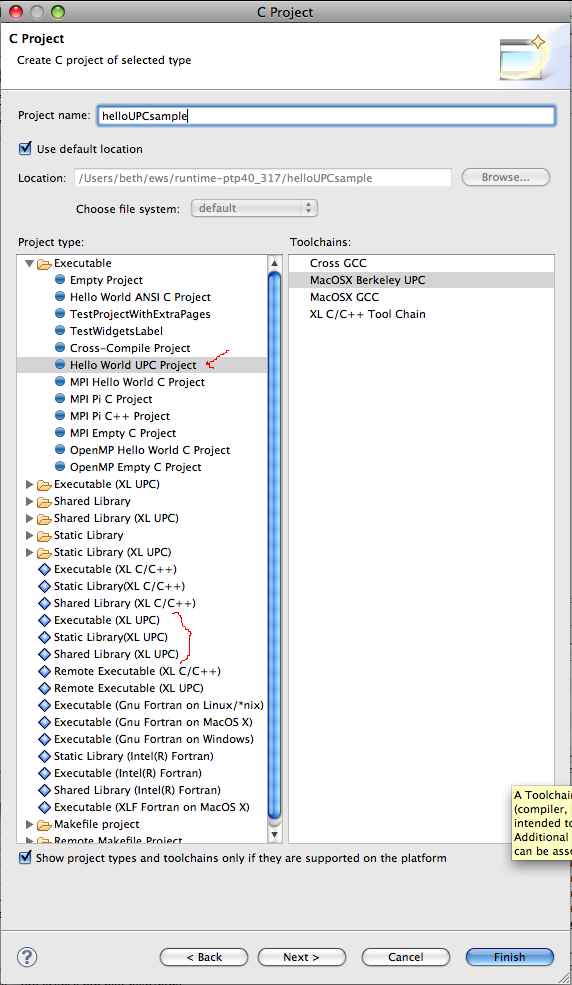 C Project
C Project
Create C project of selected type
Project name: helloUPCsample
Use default location
Location: /Users/beth/ews/runtime-ptp40_317/helloUPCsample Browse...
Choose file system: default
Project type:
Executable
Empty Project
Hello World ANSI C Project
TestProjectWithExtraPages
TestWidgetsLabel
Cross-Compile Project
Hello World UPC Project
MPI Hello World C Project
MPI Pi C Project
MPI Pi C++ Project
MPI Empty C Project
OpenMP Hello World C Project
OpenMP Empty C Project
Executable (XL UPC)
Shared Library
Shared Library (XL UPC)
Static Library
Static Library (XL UPC)
Executable (XL C/C++)
Static Library(XL C/C++)
Shared Library (XL C/C++)
Executable (XL UPC)
Static Library(XL UPC)
Shared Library (XL UPC)
Remote Executable (XL C/C++)
Remote Executable (XL UPC)
Executable (Gnu Fortran on Linux/*nix)
Executable (Gnu Fortran on MacOS X)
Executable (Gnu Fortran on Windows)
Static Library (Intel(R) Fortran)
Executable (Intel(R) Fortran)
Shared Library (Intel(R) Fortran)
Executable (XLF Fortran on MacOS X)
Makefile project
Remote Makefile Project
Toolchains:
Cross GCC
MacOSX Berkeley UPC
MacOSX GCC
XL C/C++ Tool Chain
A Toolchain
(compiler,
intended to
Additional
can be asse
Show project types and toolchains only if they are supported on the platform
? < Back Next > Cancel Finish